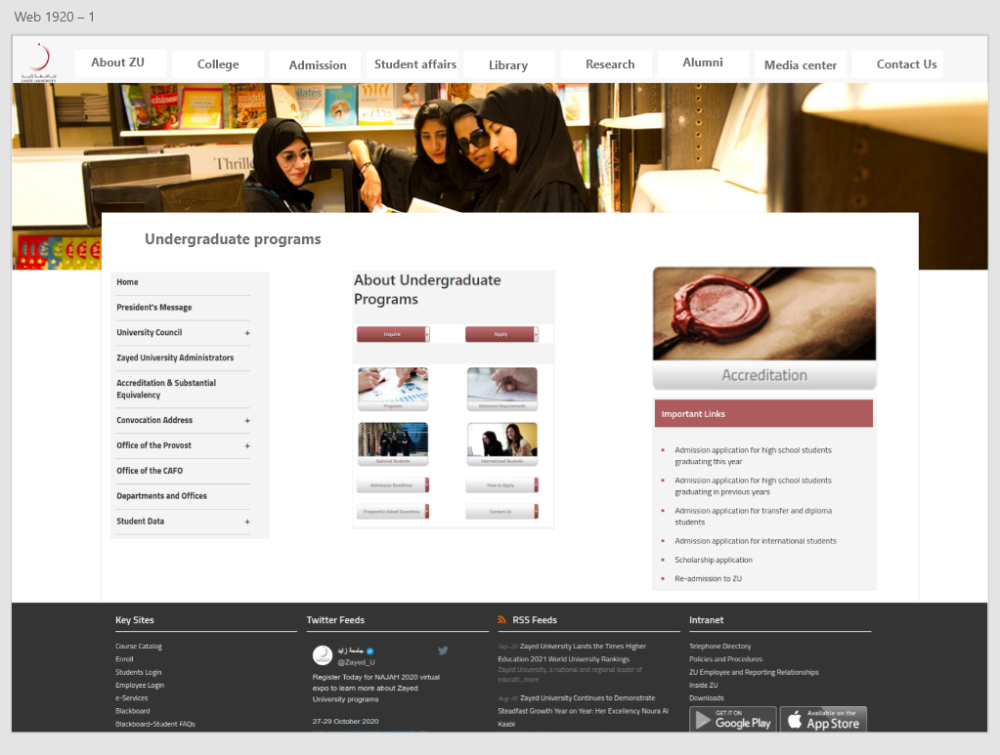 Web 1920 – 1
About ZU
College
Admission
Student affairs
Library
Research
Alumni
Media center
Contact Us
chinese
middle
Pilates
Thrille
Undergraduate programs
Home
President's Message
University Council +
Zayed University Administrators
Accreditation & Substantial
Equivalency
Convocation Address +
Office of the Provost +
Office of the CAFO
Departments and Offices
Student Data +
About Undergraduate
Programs
Inquire
Apply
Programs
Admission Requirements
National Students
International Students
Admission Deadlines
How to Apply
Frequently Asked Questions
Contact Us
Accreditation
Important Links
Admission application for high school students
graduating this year
Admission application for high school students
graduating in previous years
Admission application for transfer and diploma
students
Admission application for international students
Scholarship application
Re-admission to ZU
Key Sites
Course Catalog
Enroll
Students Login
Employee Login
e-Services
Blackboard
Blackboard-Student FAQs
Twitter Feeds
جامعة زايد
@Zayed_U
Register Today for NAJAH 2020 virtual
expo to learn more about Zayed
University programs
27-29 October 2020
RSS Feeds
Sep-20 Zayed University Lands the Times Higher
Education 2021 World University Rankings
Zayed University, a national and regional leader of
educati...more
Aug-30 Zayed University Continues to Demonstrate
Steadfast Growth Year on Year: Her Excellency Noura Al
Kaabi
Intranet
Telephone Directory
Policies and Procedures
ZU Employee and Reporting Relationships
Inside ZU
Downloads
GET IT ON
Google Play
Available on the
App Store